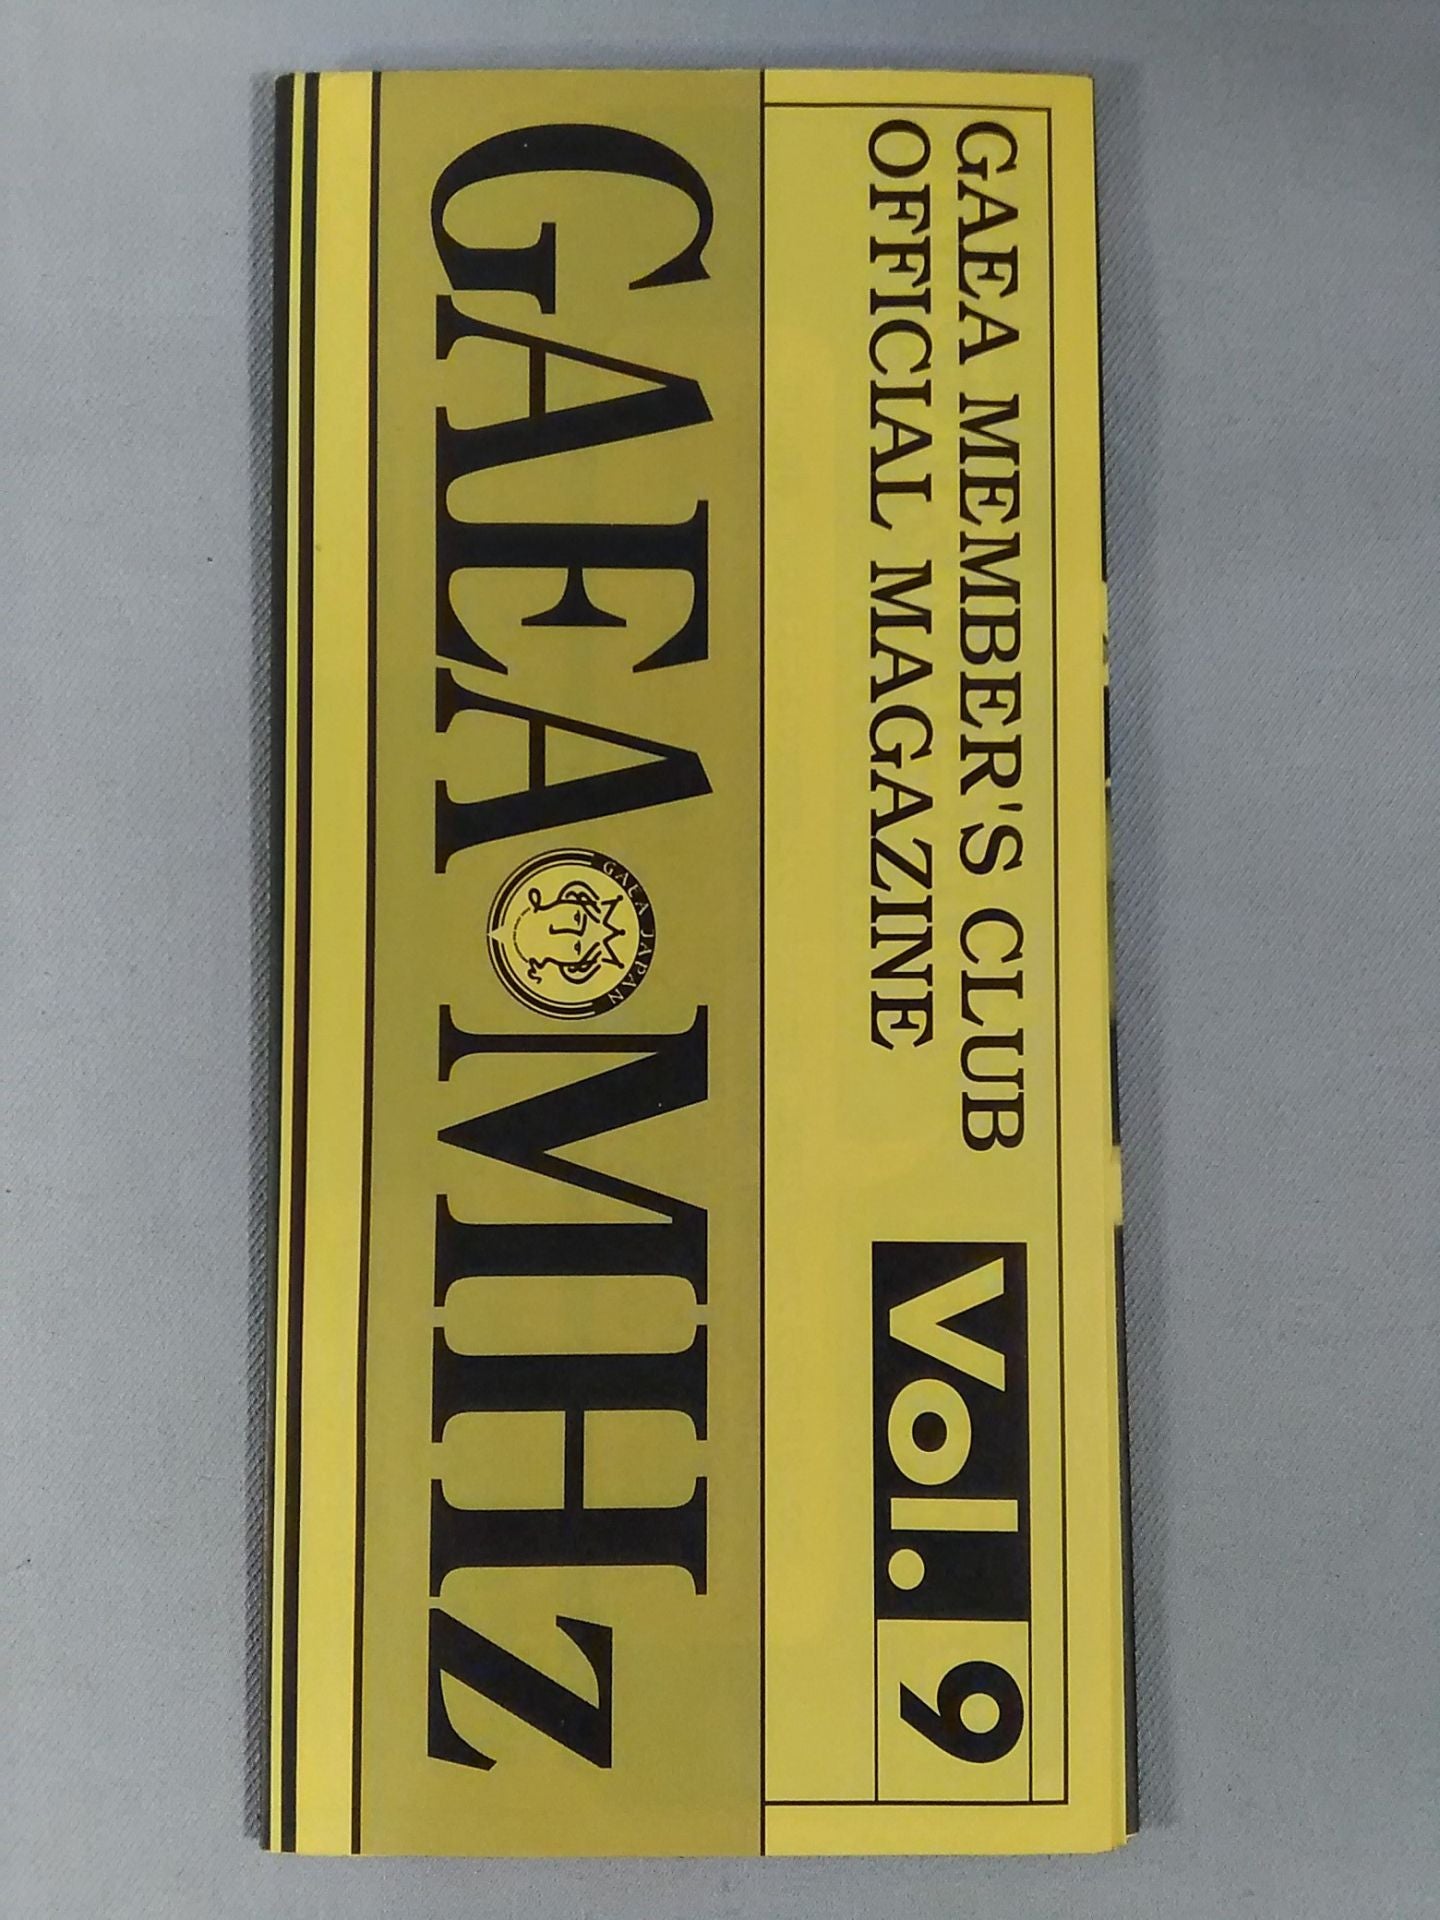 GAEA MEMBER'S CLUB
OFFICIAL MAGAZINE
Vol. 9
GAEA MHz
GAEA JAPAN